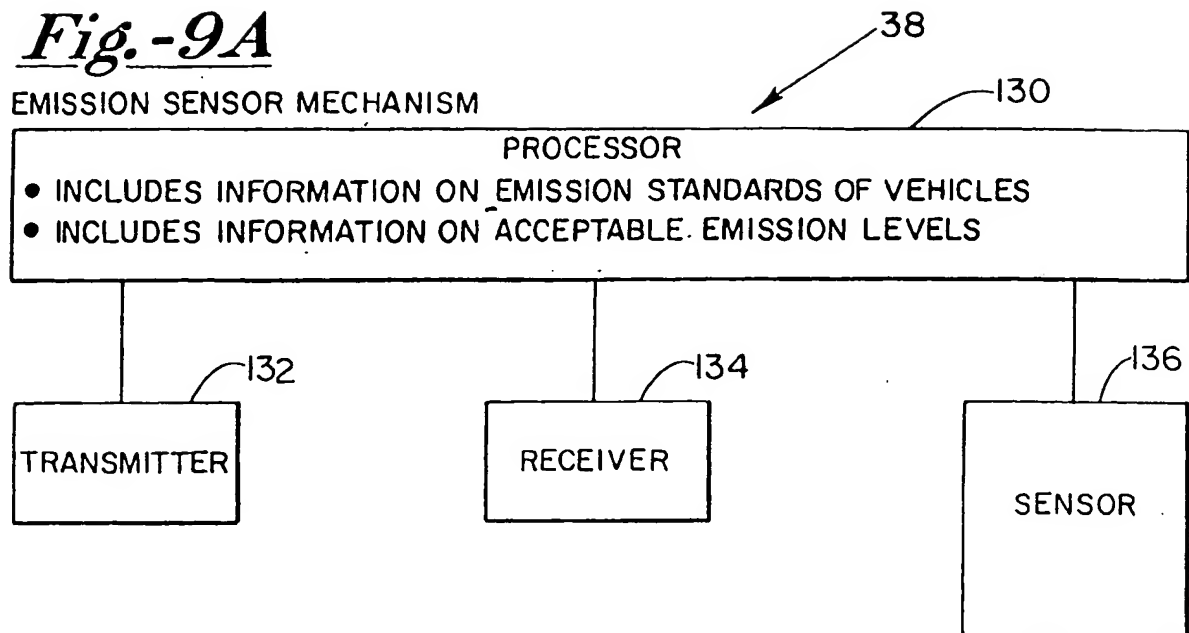 Fig.-9A
38
EMISSION SENSOR MECHANISM
130
PROCESSOR
• INCLUDES INFORMATION ON EMISSION STANDARDS OF VEHICLES
• INCLUDES INFORMATION ON ACCEPTABLE EMISSION LEVELS
132
134
136
TRANSMITTER
RECEIVER
SENSOR